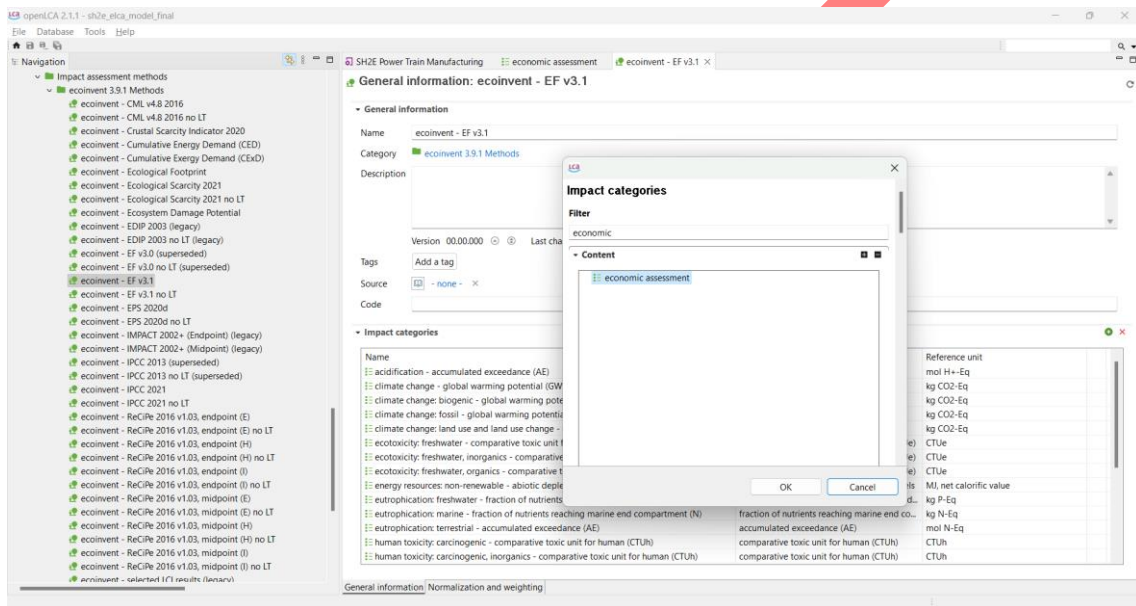 openLCA 2.1.1 - sh2e_elca_model_final
File Database Tools Help
Navigation
Impact assessment methods
ecoinvent 3.9.1 Methods
ecoinvent - CML v4.8 2016
ecoinvent - CML v4.8 2016 no LT
ecoinvent - Crustal Scarcity Indicator 2020
ecoinvent - Cumulative Energy Demand (CED)
ecoinvent - Cumulative Exergy Demand (CExD)
ecoinvent - Ecological Footprint
ecoinvent - Ecological Scarcity 2021
ecoinvent - Ecological Scarcity 2021 no LT
ecoinvent - Ecosystem Damage Potential
ecoinvent - EDIP 2003 (legacy)
ecoinvent - EDIP 2003 no LT (legacy)
ecoinvent - EF v3.0 (superseded)
ecoinvent - EF v3.0 no LT (superseded)
ecoinvent - EF v3.1
ecoinvent - EF v3.1 no LT
ecoinvent - EPS 2020d
ecoinvent - EPS 2020d no LT
ecoinvent - IMPACT 2002+ (Endpoint) (legacy)
ecoinvent - IMPACT 2002+ (Midpoint) (legacy)
ecoinvent - IPCC 2013 (superseded)
ecoinvent - IPCC 2013 no LT (superseded)
ecoinvent - IPCC 2021
ecoinvent - IPCC 2021 no LT
ecoinvent - ReCiPe 2016 v1.03, endpoint (E)
ecoinvent - ReCiPe 2016 v1.03, endpoint (E) no LT
ecoinvent - ReCiPe 2016 v1.03, endpoint (H)
ecoinvent - ReCiPe 2016 v1.03, endpoint (H) no LT
ecoinvent - ReCiPe 2016 v1.03, endpoint (I)
ecoinvent - ReCiPe 2016 v1.03, endpoint (I) no LT
ecoinvent - ReCiPe 2016 v1.03, midpoint (E)
ecoinvent - ReCiPe 2016 v1.03, midpoint (E) no LT
ecoinvent - ReCiPe 2016 v1.03, midpoint (H)
ecoinvent - ReCiPe 2016 v1.03, midpoint (H) no LT
ecoinvent - ReCiPe 2016 v1.03, midpoint (I)
ecoinvent - ReCiPe 2016 v1.03, midpoint (I) no LT
ecoinvent - selected LCI results (legacy)
SH2E Power Train Manufacturing economic assessment ecoinvent - EF v3.1
General information: ecoinvent - EF v3.1
General information
Name ecoinvent - EF v3.1
Category ecoinvent 3.9.1 Methods
Description
Version 00.00.000 Last cha
Tags Add a tag
Source - none -
Code
Impact categories
Name Reference unit
acidification - accumulated exceedance (AE) mol H+-Eq
climate change - global warming potential (GW kg CO2-Eq
climate change: biogenic - global warming pote kg CO2-Eq
climate change: fossil - global warming potentia kg CO2-Eq
climate change: land use and land use change - kg CO2-Eq
ecotoxicity: freshwater - comparative toxic unit f e) CTUe
ecotoxicity: freshwater, inorganics - comparative e) CTUe
ecotoxicity: freshwater, organics - comparative t e) CTUe
energy resources: non-renewable - abiotic deple els MJ, net calorific value
eutrophication: freshwater - fraction of nutrients d... kg P-Eq
eutrophication: marine - fraction of nutrients reaching marine end compartment (N) fraction of nutrients reaching marine end co... kg N-Eq
eutrophication: terrestrial - accumulated exceedance (AE) accumulated exceedance (AE) mol N-Eq
human toxicity: carcinogenic - comparative toxic unit for human (CTUh) comparative toxic unit for human (CTUh) CTUh
human toxicity: carcinogenic, inorganics - comparative toxic unit for human (CTUh) comparative toxic unit for human (CTUh) CTUh
General information Normalization and weighting
LCA
Impact categories
Filter
economic
Content
economic assessment
OK Cancel